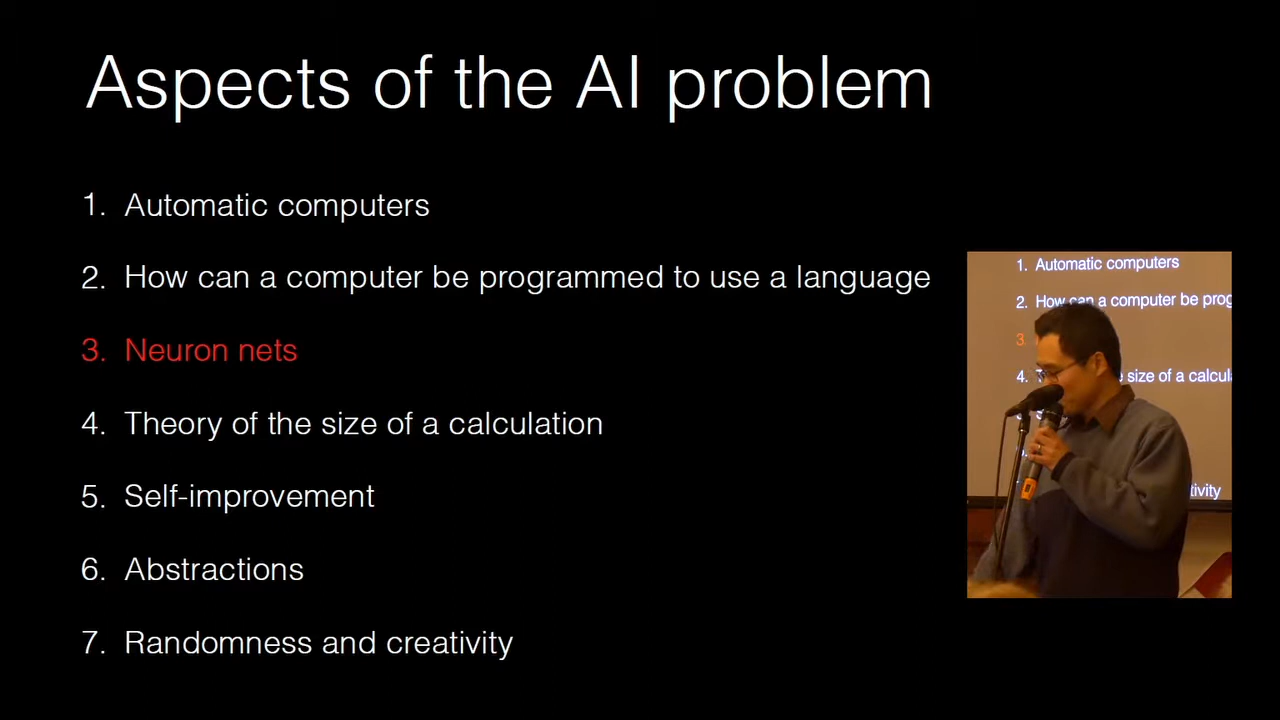 Aspects of the AI problem
1. Automatic computers
2. How can a computer be programmed to use a language
3. Neuron nets
4. Theory of the size of a calculation
5. Self-improvement
6. Abstractions
7. Randomness and creativity
1. Automatic computers
2. How can a computer be prog
3.
4. size of a calcula
tivity